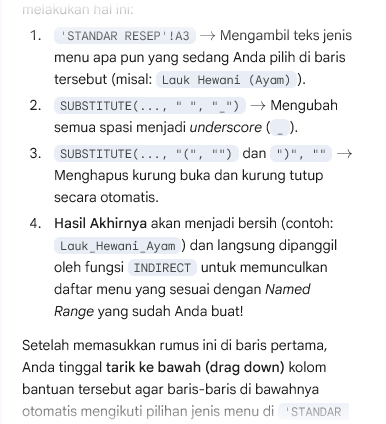 melakukan hal ini:
1. 'STANDAR RESEP'!A3 → Mengambil teks jenis
menu apa pun yang sedang Anda pilih di baris
tersebut (misal: Lauk Hewani (Ayam) ).
2. SUBSTITUTE(..., " ", "_") → Mengubah
semua spasi menjadi underscore ( _ ).
3. SUBSTITUTE(..., "(", "") dan ")", "" →
Menghapus kurung buka dan kurung tutup
secara otomatis.
4. Hasil Akhirnya akan menjadi bersih (contoh:
Lauk_Hewani_Ayam ) dan langsung dipanggil
oleh fungsi INDIRECT untuk memunculkan
daftar menu yang sesuai dengan Named
Range yang sudah Anda buat!
Setelah memasukkan rumus ini di baris pertama,
Anda tinggal tarik ke bawah (drag down) kolom
bantuan tersebut agar baris-baris di bawahnya
otomatis mengikuti pilihan jenis menu di 'STANDAR